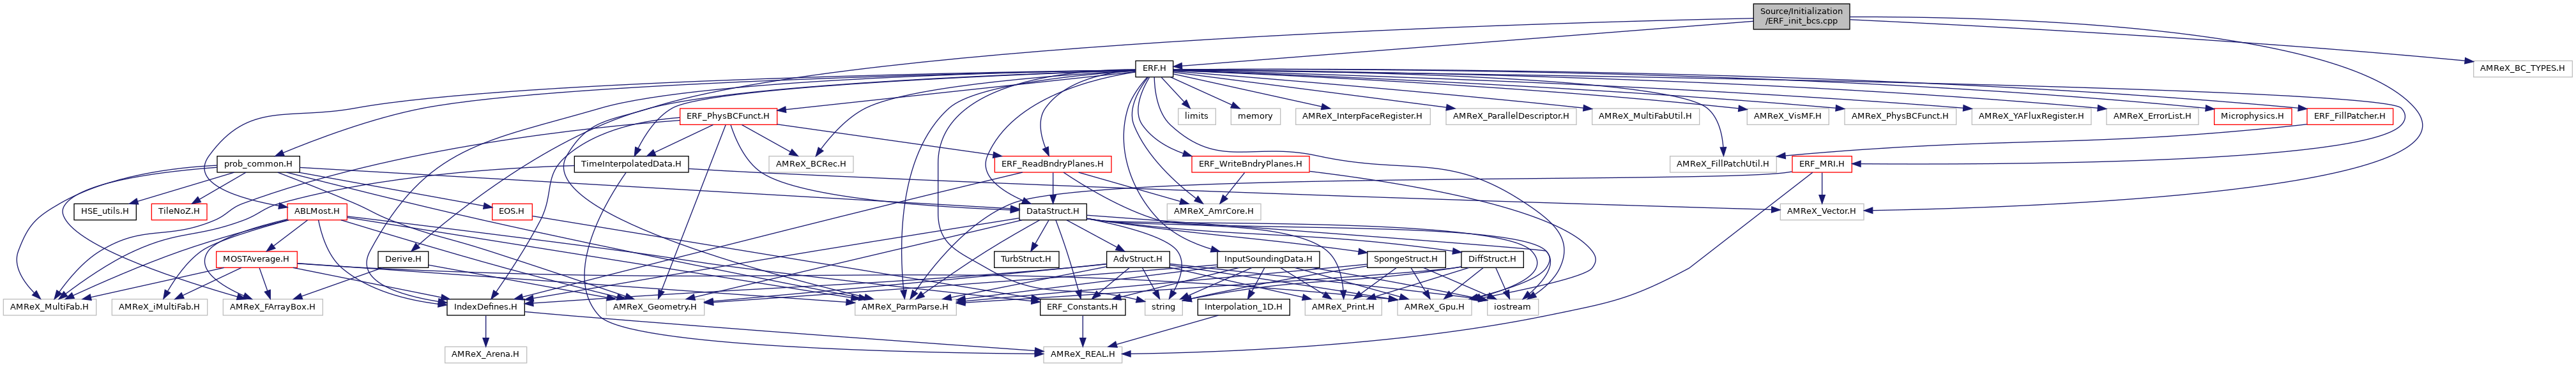 Source/Initialization
/ERF_init_bcs.cpp
ERF.H
AMReX_BC_TYPES.H
ERF_PhysBCFunct.H
limits
memory
AMReX_InterpFaceRegister.H
AMReX_ParallelDescriptor.H
AMReX_MultiFabUtil.H
AMReX_VisMF.H
AMReX_PhysBCFunct.H
AMReX_YAFluxRegister.H
AMReX_ErrorList.H
Microphysics.H
ERF_FillPatcher.H
prob_common.H
TimeInterpolatedData.H
AMReX_BCRec.H
ERF_ReadBndryPlanes.H
ERF_WriteBndryPlanes.H
AMReX_FillPatchUtil.H
ERF_MRI.H
HSE_utils.H
TileNoZ.H
ABLMost.H
EOS.H
DataStruct.H
AMReX_AmrCore.H
AMReX_Vector.H
MOSTAverage.H
Derive.H
TurbStruct.H
AdvStruct.H
InputSoundingData.H
SpongeStruct.H
DiffStruct.H
AMReX_MultiFab.H
AMReX_iMultiFab.H
AMReX_FArrayBox.H
IndexDefines.H
AMReX_Geometry.H
AMReX_ParmParse.H
ERF_Constants.H
string
Interpolation_1D.H
AMReX_Print.H
AMReX_Gpu.H
iostream
AMReX_Arena.H
AMReX_REAL.H